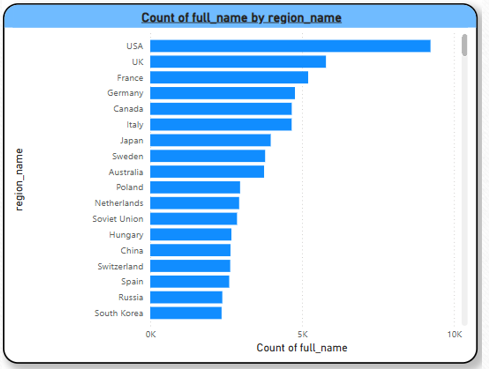 Count of full_name by region_name
region_name
USA
UK
France
Germany
Canada
Italy
Japan
Sweden
Australia
Poland
Netherlands
Soviet Union
Hungary
China
Switzerland
Spain
Russia
South Korea
0K 5K 10K
Count of full_name